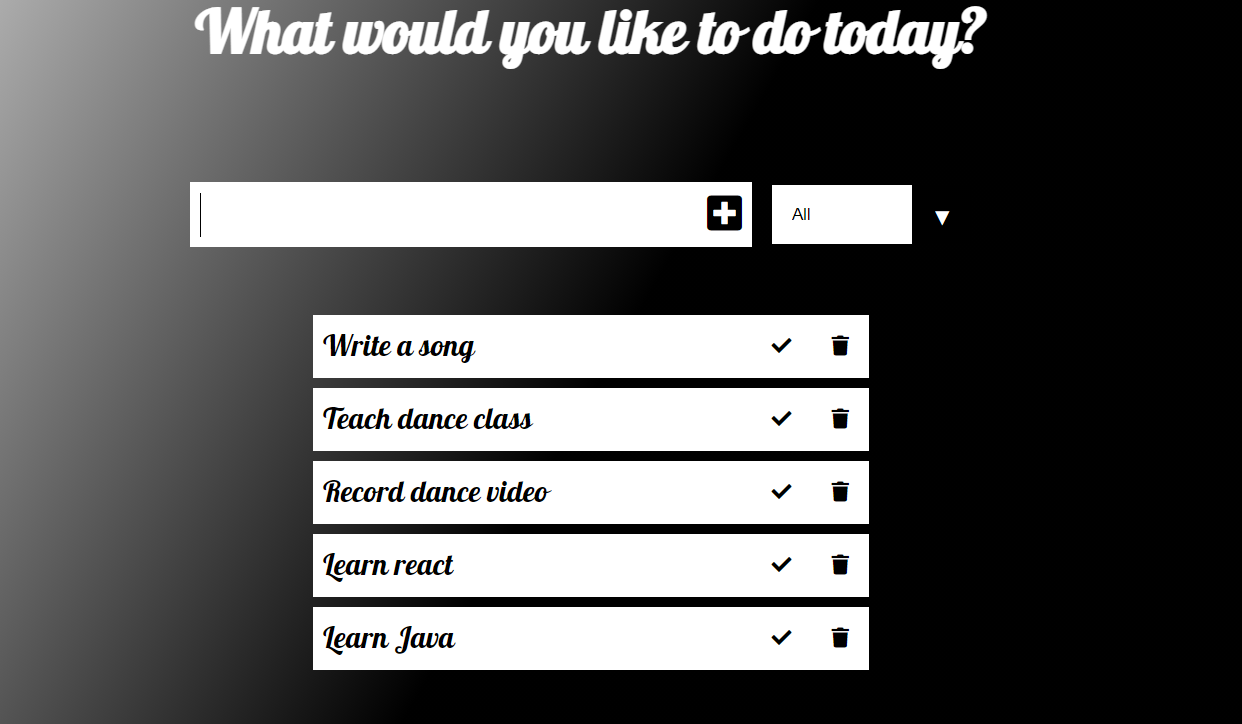 What would you like to do today?
All
Write a song
Teach dance class
Record dance video
Learn react
Learn Java